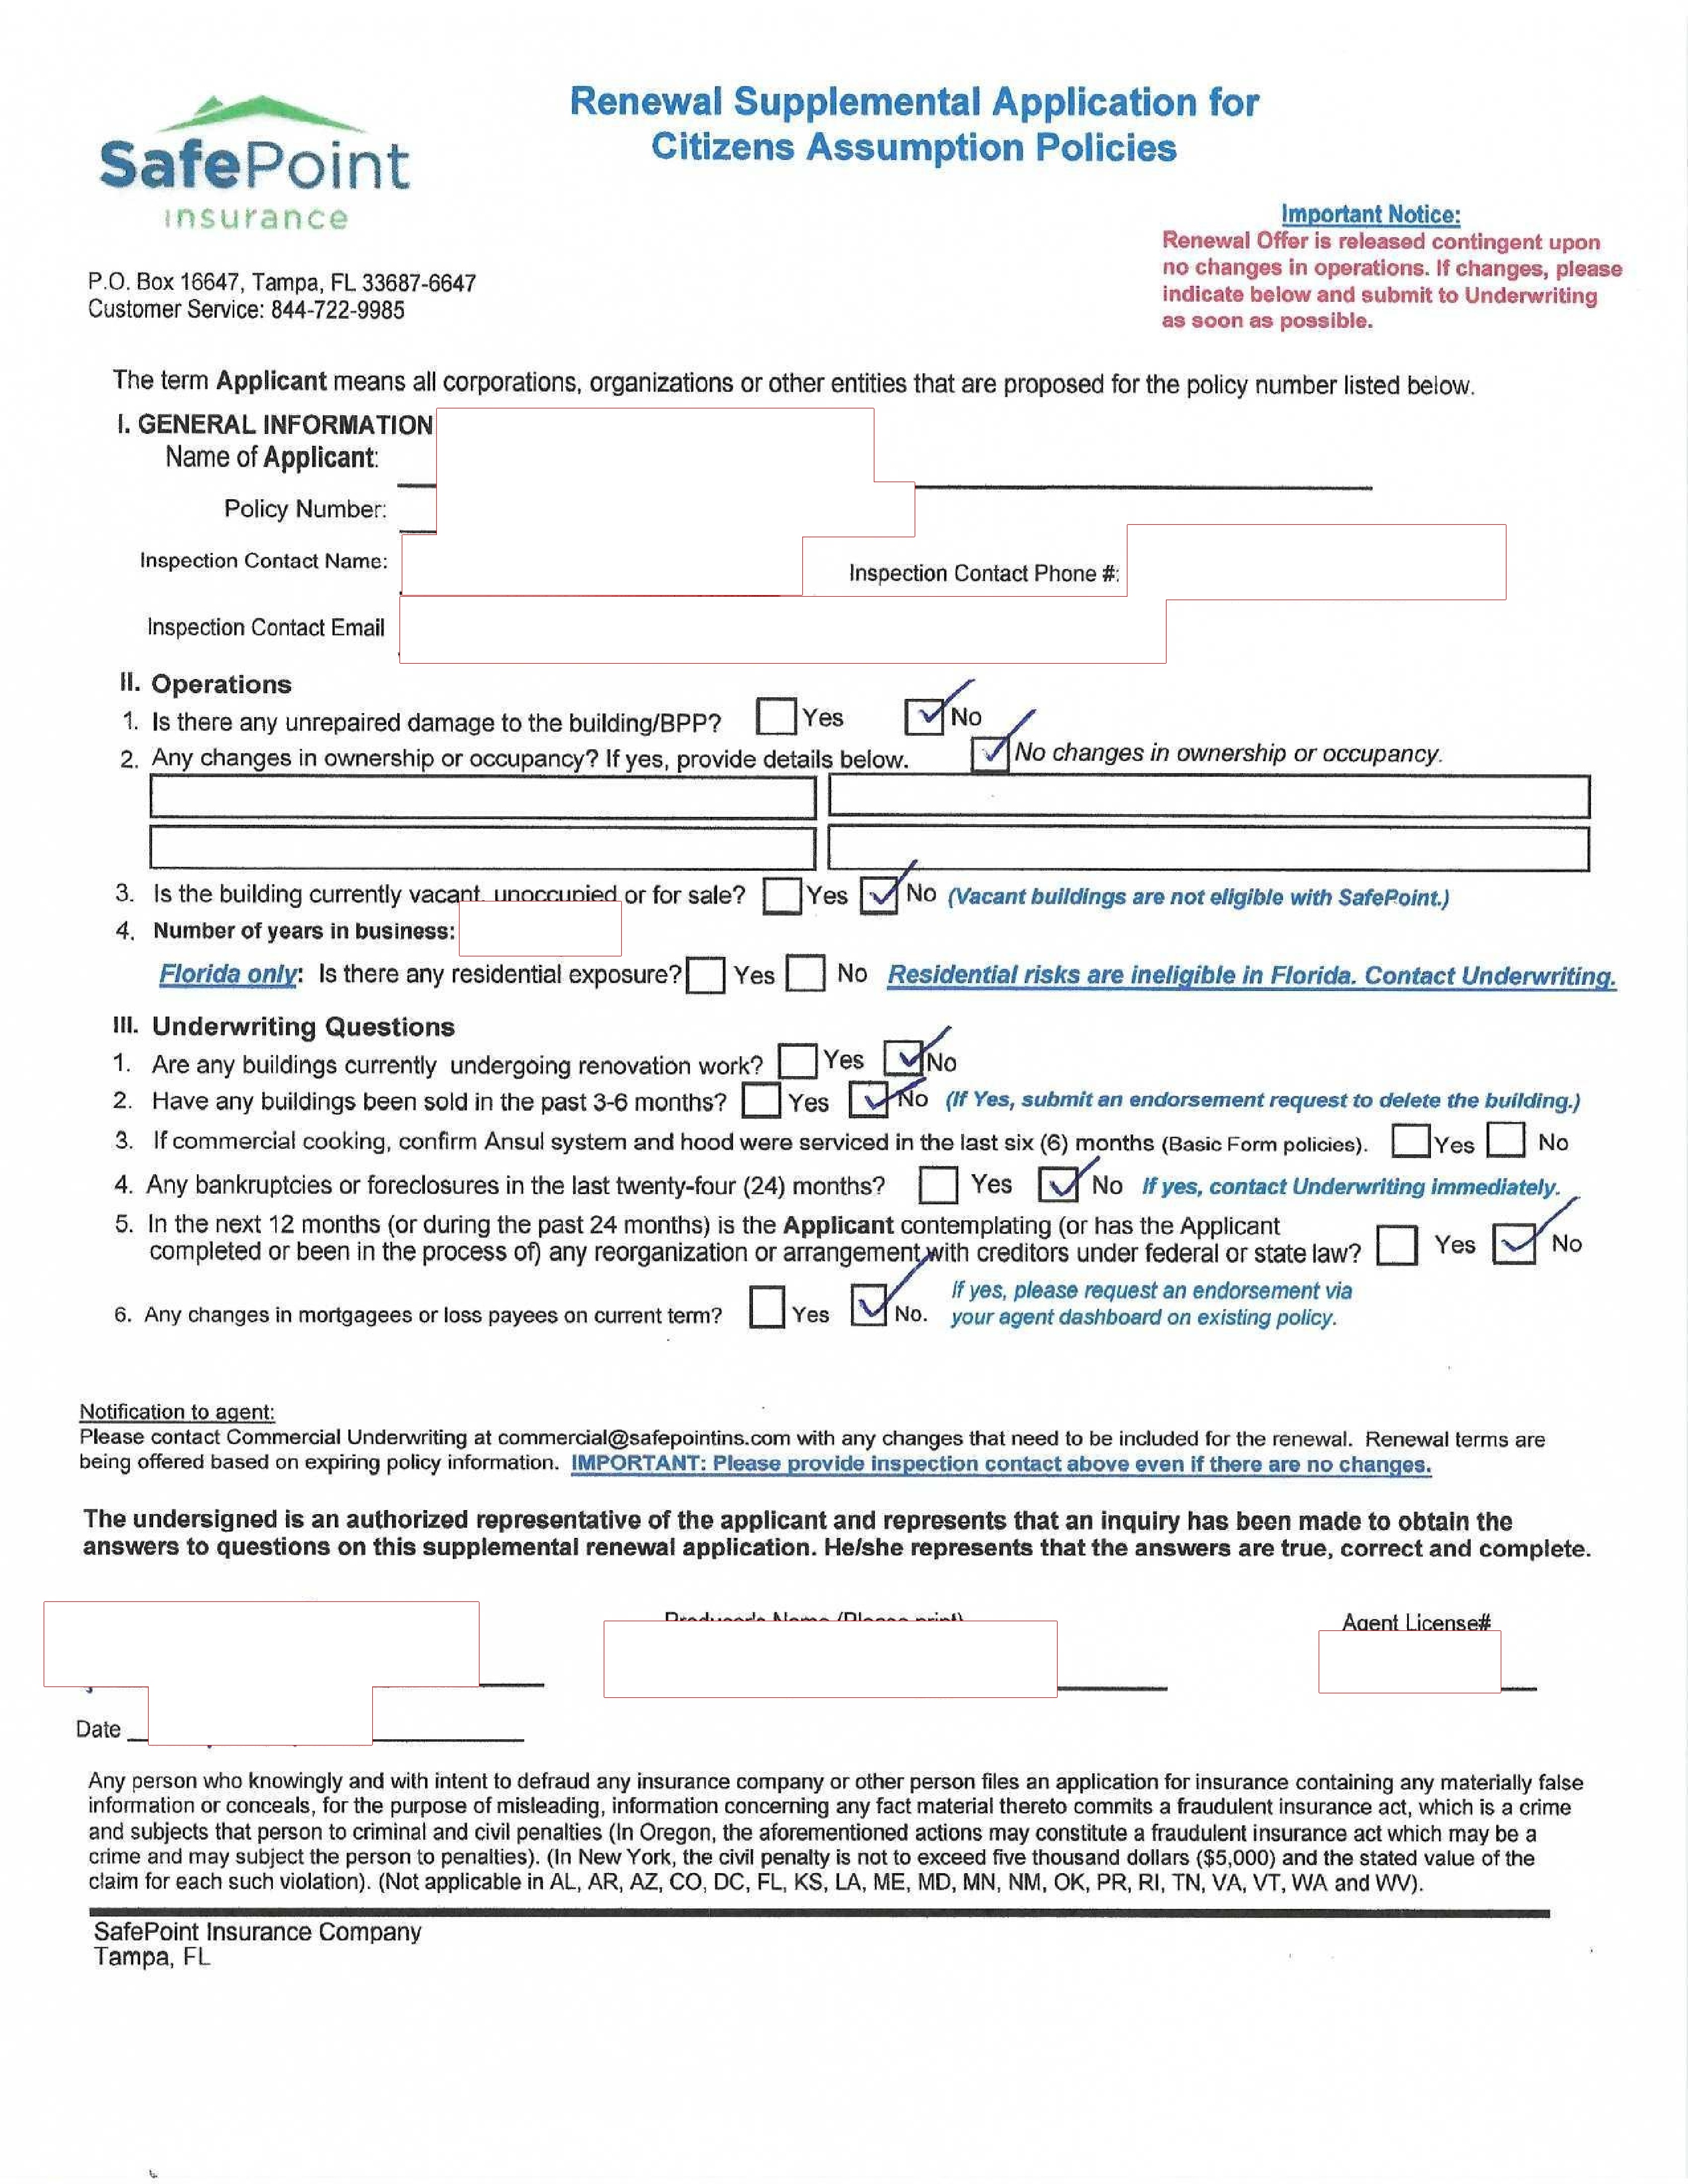 SafePoint
insurance
Renewal Supplemental Application for
Citizens Assumption Policies
Important Notice:
Renewal Offer is released contingent upon
no changes in operations. If changes, please
indicate below and submit to Underwriting
as soon as possible.
P.O. Box 16647, Tampa, FL 33687-6647
Customer Service: 844-722-9985
The term Applicant means all corporations, organizations or other entities that are proposed for the policy number listed below.
I. GENERAL INFORMATION
Name of Applicant:
Policy Number:
Inspection Contact Name:
Inspection Contact Phone #:
Inspection Contact Email
II. Operations
1. Is there any unrepaired damage to the building/BPP? Yes No
2. Any changes in ownership or occupancy? If yes, provide details below. No changes in ownership or occupancy.
3. Is the building currently vacant, unoccupied or for sale? Yes No (Vacant buildings are not eligible with SafePoint.)
4. Number of years in business:
Florida only: Is there any residential exposure? Yes No Residential risks are ineligible in Florida. Contact Underwriting.
III. Underwriting Questions
1. Are any buildings currently undergoing renovation work? Yes No
2. Have any buildings been sold in the past 3-6 months? Yes No (If Yes, submit an endorsement request to delete the building.)
3. If commercial cooking, confirm Ansul system and hood were serviced in the last six (6) months (Basic Form policies). Yes No
4. Any bankruptcies or foreclosures in the last twenty-four (24) months? Yes No If yes, contact Underwriting immediately.
5. In the next 12 months (or during the past 24 months) is the Applicant contemplating (or has the Applicant
completed or been in the process of) any reorganization or arrangement with creditors under federal or state law? Yes No
6. Any changes in mortgagees or loss payees on current term? Yes No. If yes, please request an endorsement via
your agent dashboard on existing policy.
Notification to agent:
Please contact Commercial Underwriting at commercial@safepointins.com with any changes that need to be included for the renewal. Renewal terms are
being offered based on expiring policy information. IMPORTANT: Please provide inspection contact above even if there are no changes.
The undersigned is an authorized representative of the applicant and represents that an inquiry has been made to obtain the
answers to questions on this supplemental renewal application. He/she represents that the answers are true, correct and complete.
Producer's Name (Please print)
Agent License#
Date
Any person who knowingly and with intent to defraud any insurance company or other person files an application for insurance containing any materially false
information or conceals, for the purpose of misleading, information concerning any fact material thereto commits a fraudulent insurance act, which is a crime
and subjects that person to criminal and civil penalties (In Oregon, the aforementioned actions may constitute a fraudulent insurance act which may be a
crime and may subject the person to penalties). (In New York, the civil penalty is not to exceed five thousand dollars ($5,000) and the stated value of the
claim for each such violation). (Not applicable in AL, AR, AZ, CO, DC, FL, KS, LA, ME, MD, MN, NM, OK, PR, RI, TN, VA, VT, WA and WV).
SafePoint Insurance Company
Tampa, FL